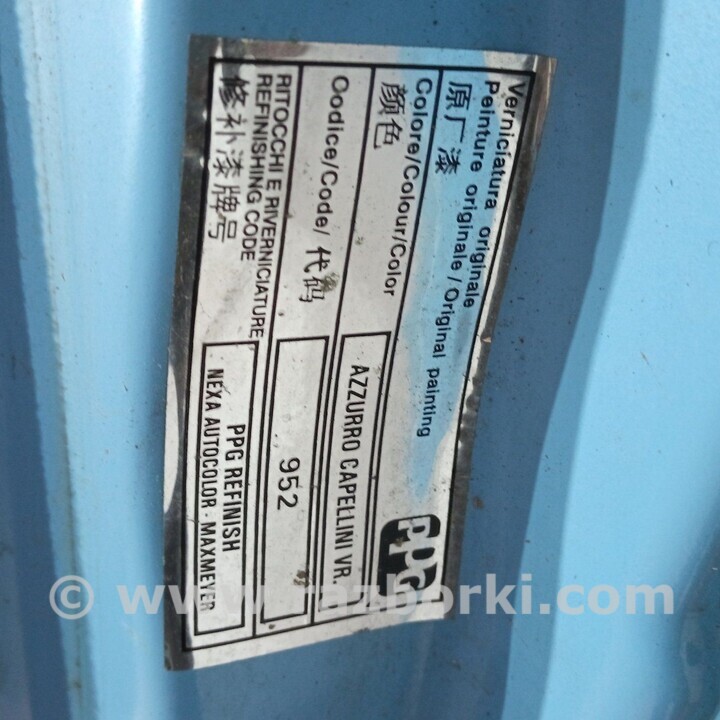 Verniciatura originale
Peinture originale / Original painting
原厂漆
Colore/Colour/Color
颜色
AZZURRO CAPELLINI VR.
PPG
Codice/Code/ 代码
952
RITOCCHI E RIVERNICIATURE
REFINISHING CODE
修补漆牌号
PPG REFINISH
NEXA AUTOCOLOR - MAXMEYER
© www.razborki.com